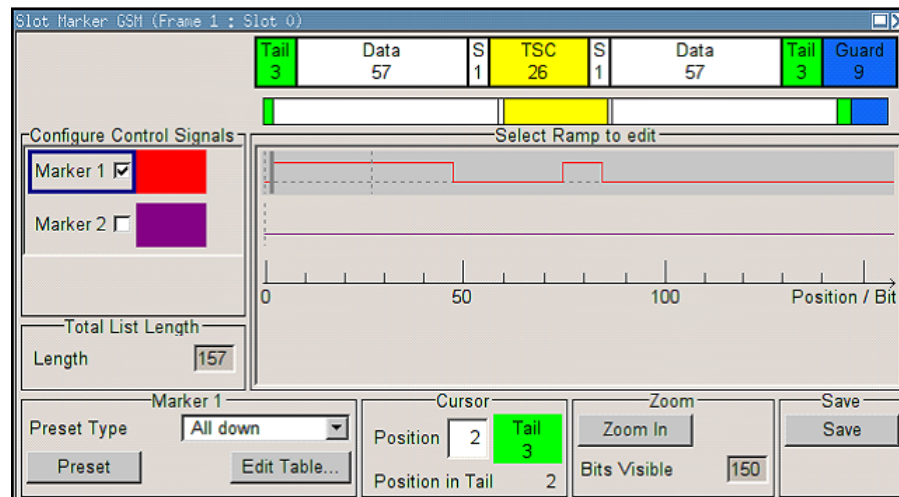 Slot Marker GSM (Frame 1 : Slot 0)
Tail Data S TSC S Data Tail Guard
3 57 1 26 1 57 3 9
Configure Control Signals
Select Ramp to edit
Marker 1
Marker 2
0 50 100 Position / Bit
Total List Length
Length 157
Marker 1 Cursor Zoom Save
Preset Type All down Position 2 Tail 3 Zoom In Save
Preset Edit Table... Position in Tail 2 Bits Visible 150